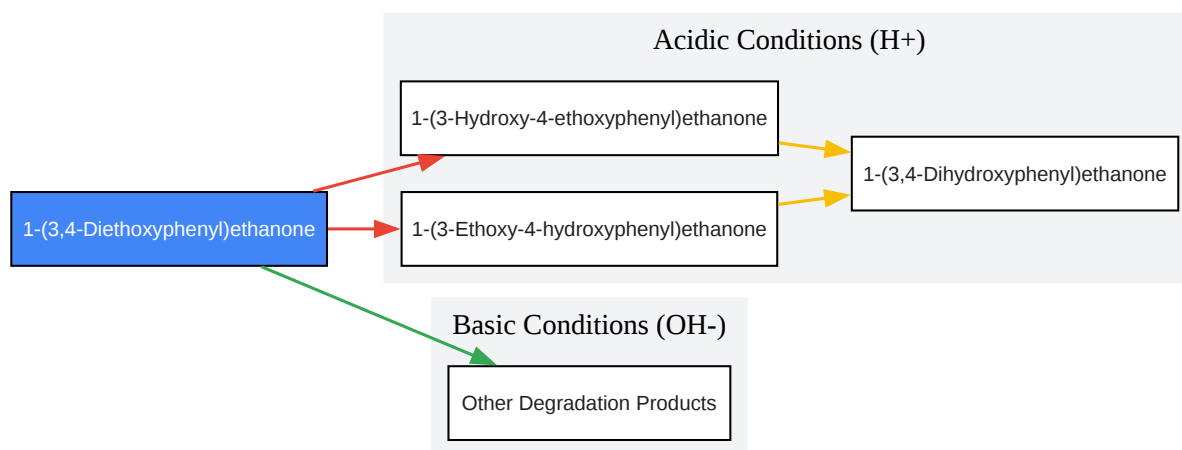 Acidic Conditions (H+)
1-(3-Hydroxy-4-ethoxyphenyl)ethanone
1-(3,4-Dihydroxyphenyl)ethanone
1-(3,4-Diethoxyphenyl)ethanone
1-(3-Ethoxy-4-hydroxyphenyl)ethanone
Basic Conditions (OH-)
Other Degradation Products